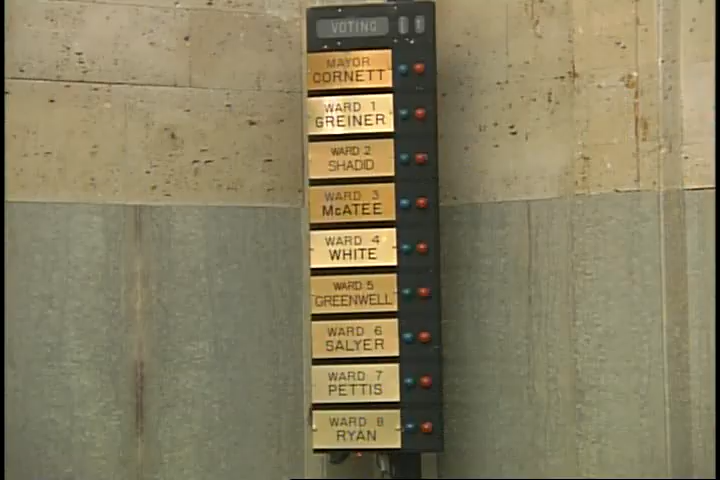 VOTING
MAYOR
CORNETT
WARD 1
GREINER
WARD 2
SHADID
WARD 3
McATEE
WARD 4
WHITE
WARD 5
GREENWELL
WARD 6
SALYER
WARD 7
PETTIS
WARD 8
RYAN